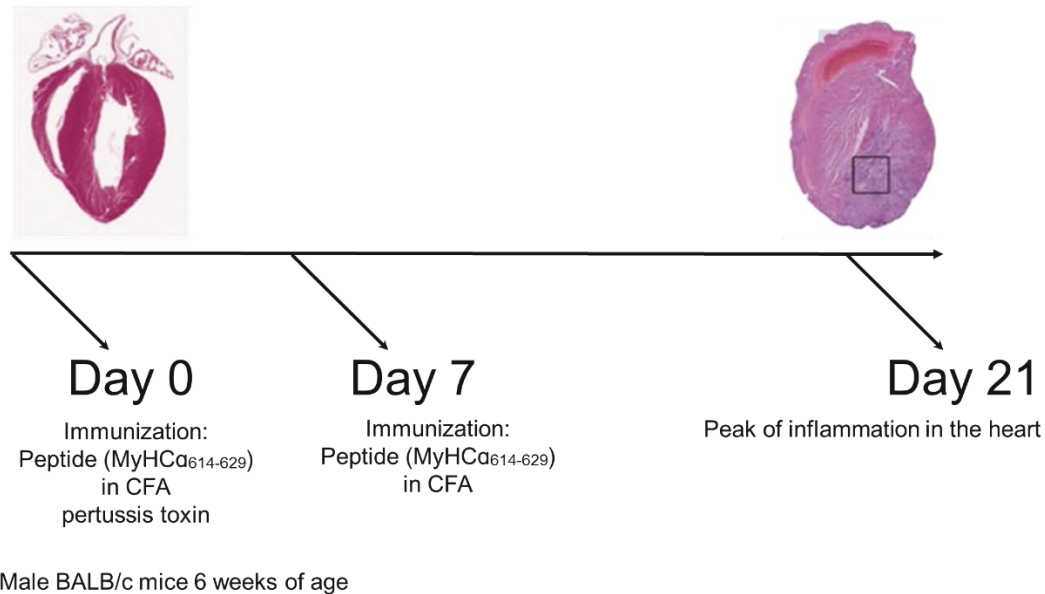 Day 0
Immunization:
Peptide (MyHCα614-629)
in CFA
pertussis toxin
Day 7
Immunization:
Peptide (MyHCα614-629)
in CFA
Day 21
Peak of inflammation in the heart
Male BALB/c mice 6 weeks of age